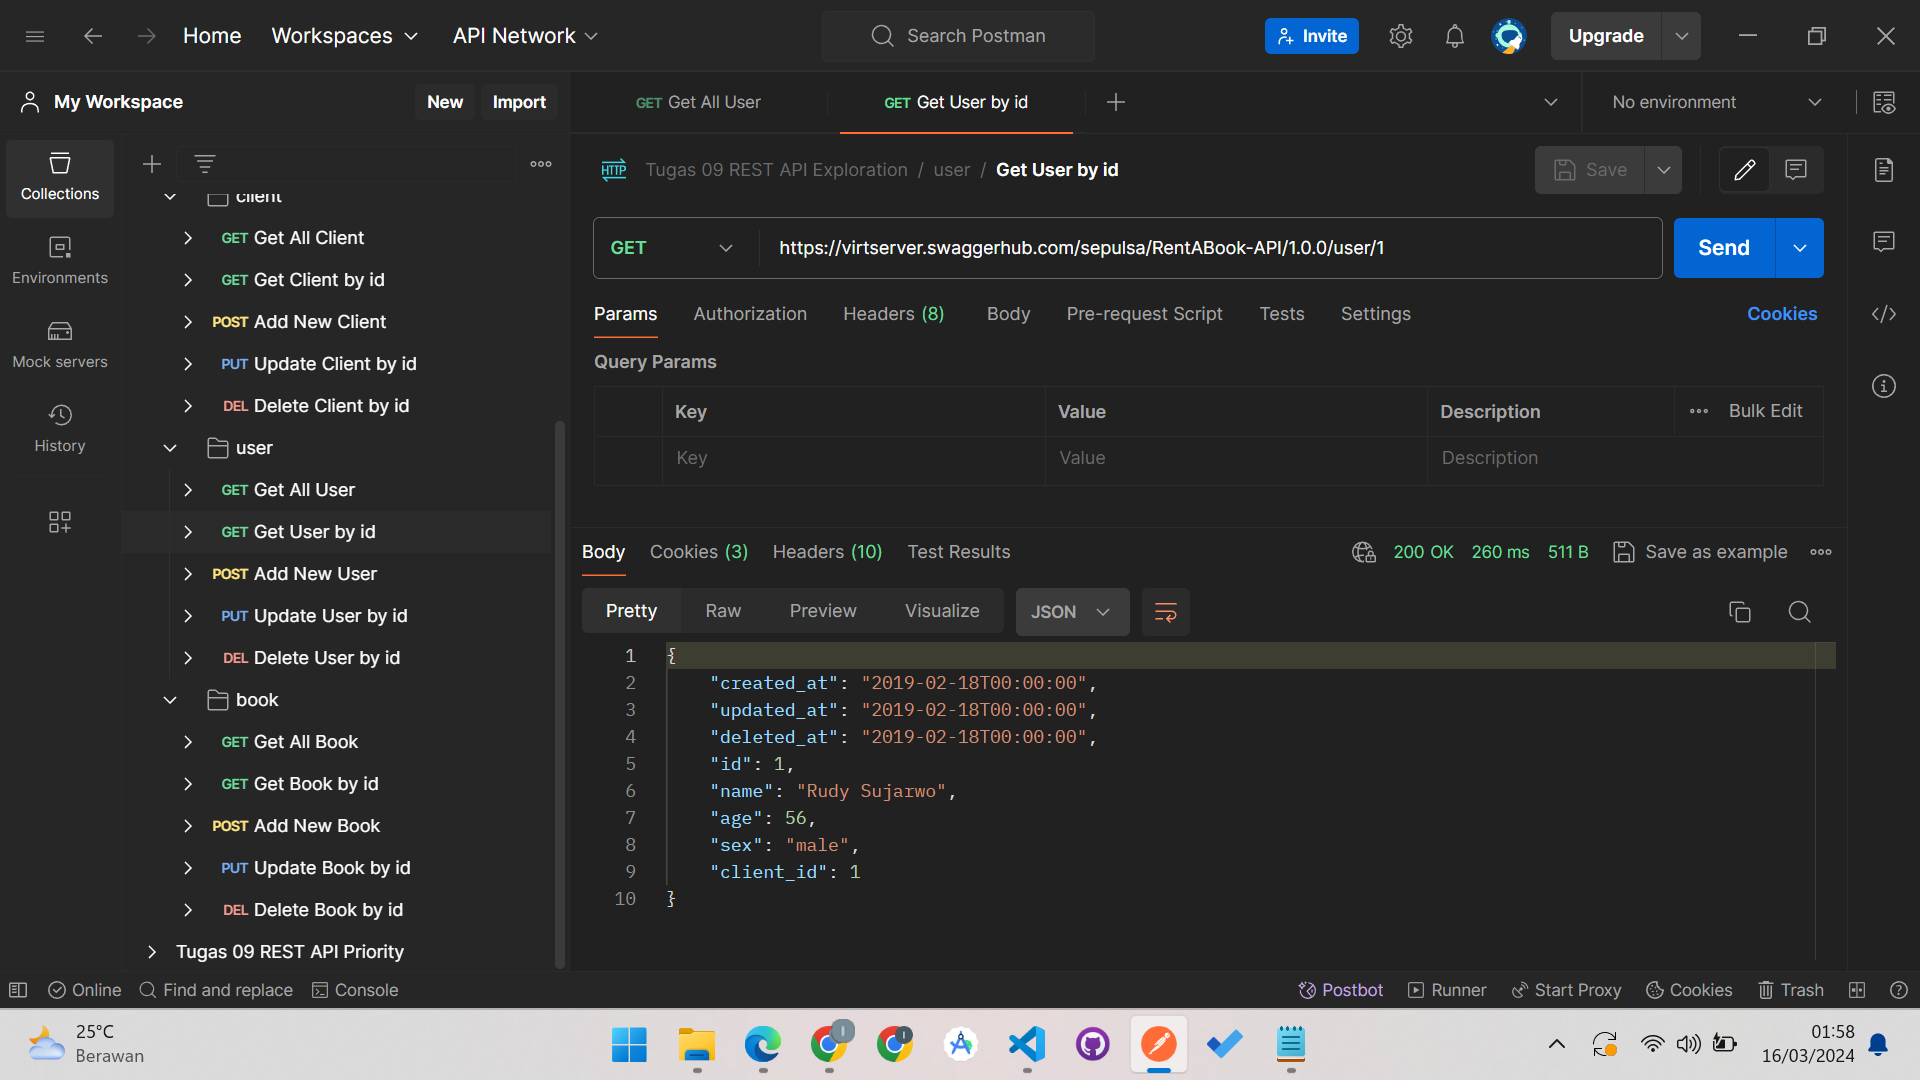 Home Workspaces API Network Search Postman Invite Upgrade
My Workspace New Import GET Get All User GET Get User by id No environment
Collections
Environments
Mock servers
History
client
GET Get All Client
GET Get Client by id
POST Add New Client
PUT Update Client by id
DEL Delete Client by id
user
GET Get All User
GET Get User by id
POST Add New User
PUT Update User by id
DEL Delete User by id
book
GET Get All Book
GET Get Book by id
POST Add New Book
PUT Update Book by id
DEL Delete Book by id
Tugas 09 REST API Priority
HTTP Tugas 09 REST API Exploration / user / Get User by id Save
GET https://virtserver.swaggerhub.com/sepulsa/RentABook-API/1.0.0/user/1 Send
Params Authorization Headers (8) Body Pre-request Script Tests Settings Cookies
Query Params
Key Value Description Bulk Edit
Key Value Description
Body Cookies (3) Headers (10) Test Results 200 OK 260 ms 511 B Save as example
Pretty Raw Preview Visualize JSON
1 {
2 "created_at": "2019-02-18T00:00:00",
3 "updated_at": "2019-02-18T00:00:00",
4 "deleted_at": "2019-02-18T00:00:00",
5 "id": 1,
6 "name": "Rudy Sujarwo",
7 "age": 56,
8 "sex": "male",
9 "client_id": 1
10 }
Online Find and replace Console Postbot Runner Start Proxy Cookies Trash
25°C
Berawan
01:58
16/03/2024